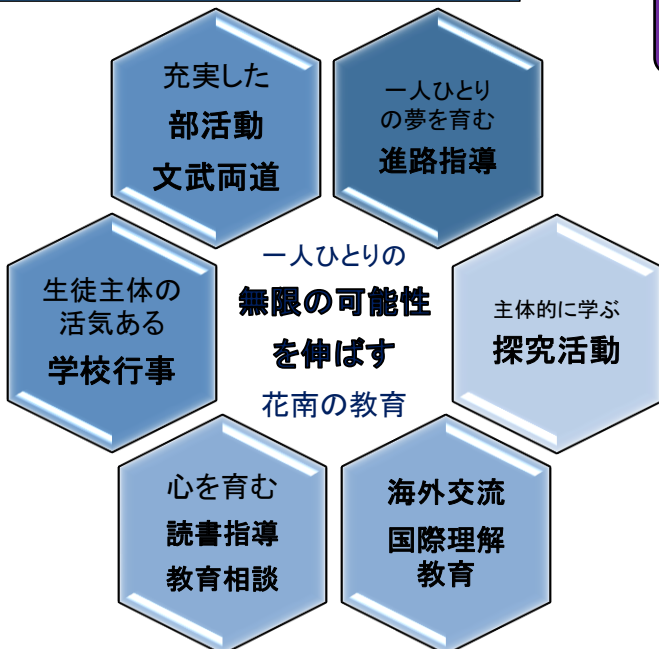 充実した
部活動
文武両道
一人ひとり
の夢を育む
進路指導
生徒主体の
活気ある
学校行事
一人ひとりの
無限の可能性
を伸ばす
花南の教育
主体的に学ぶ
探究活動
心を育む
読書指導
教育相談
海外交流
国際理解
教育